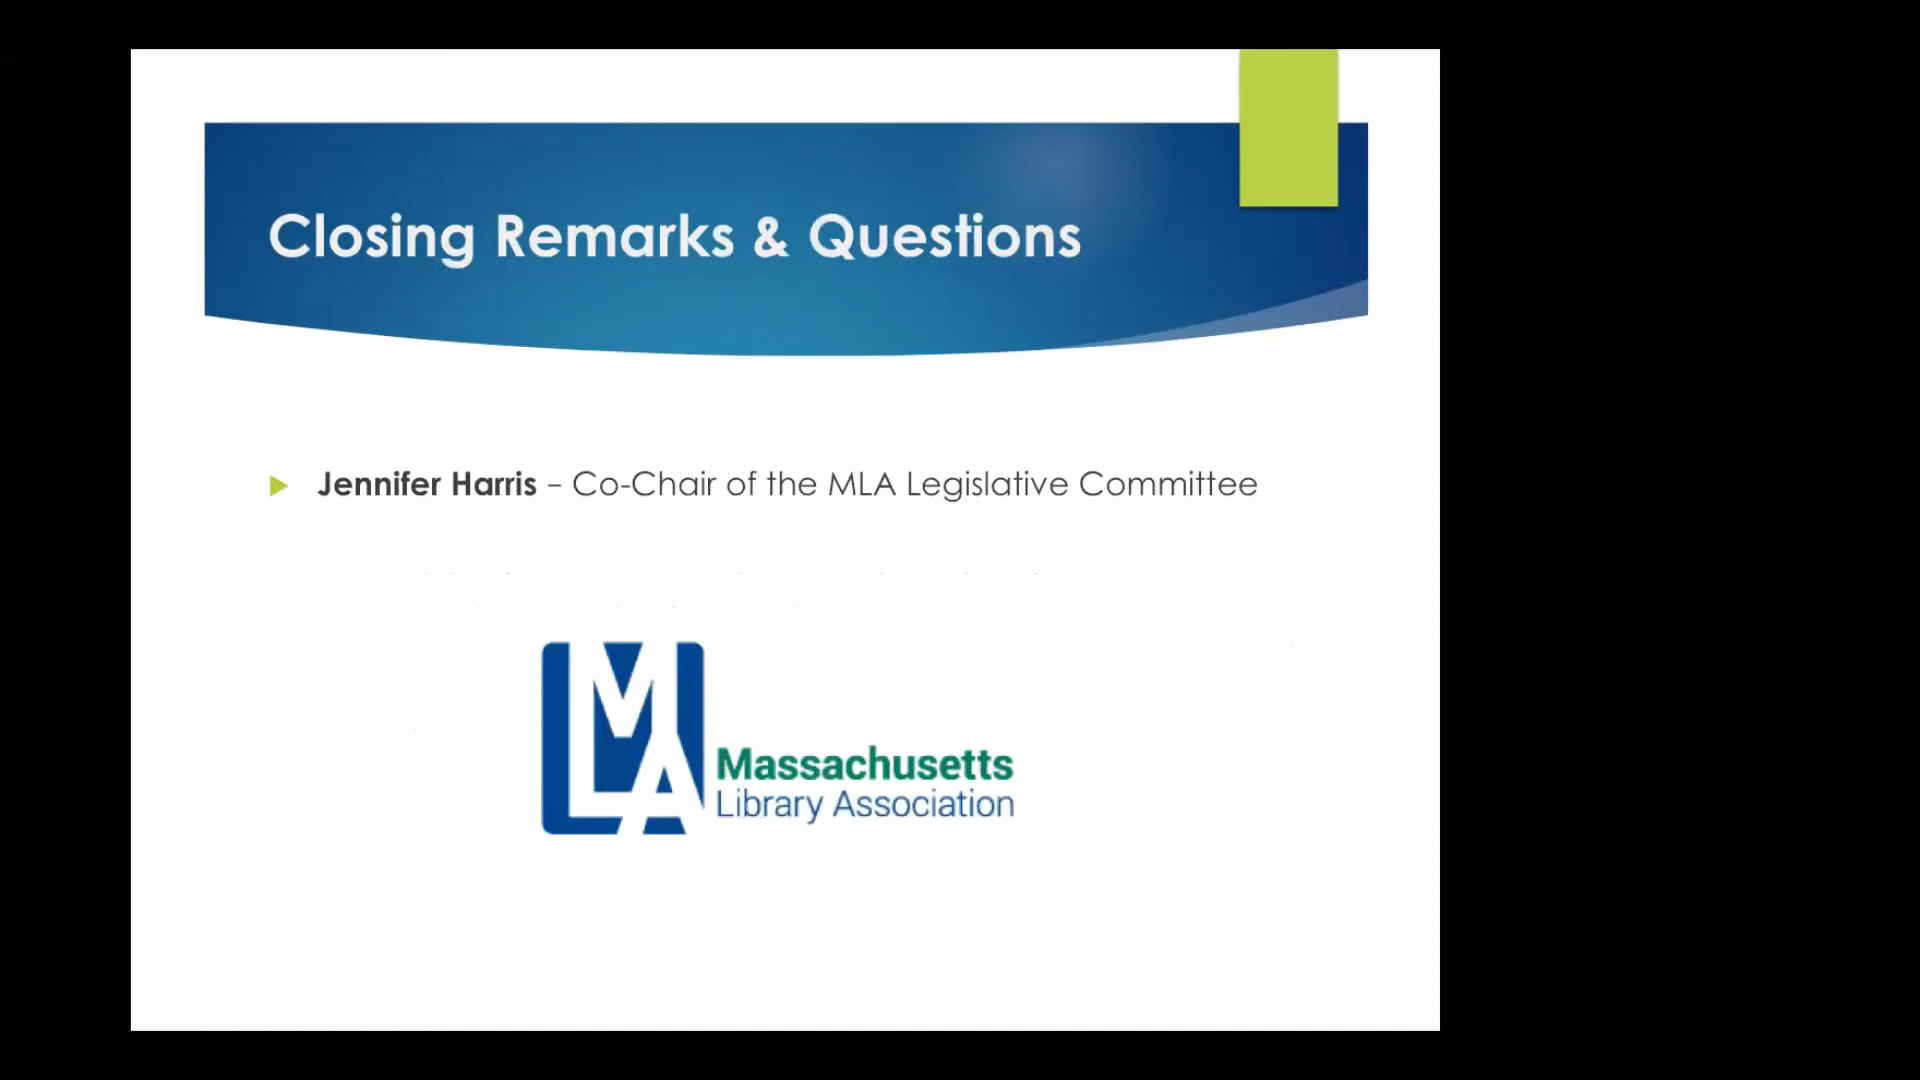 Closing Remarks & Questions
Jennifer Harris – Co-Chair of the MLA Legislative Committee
MLA
Massachusetts
Library Association